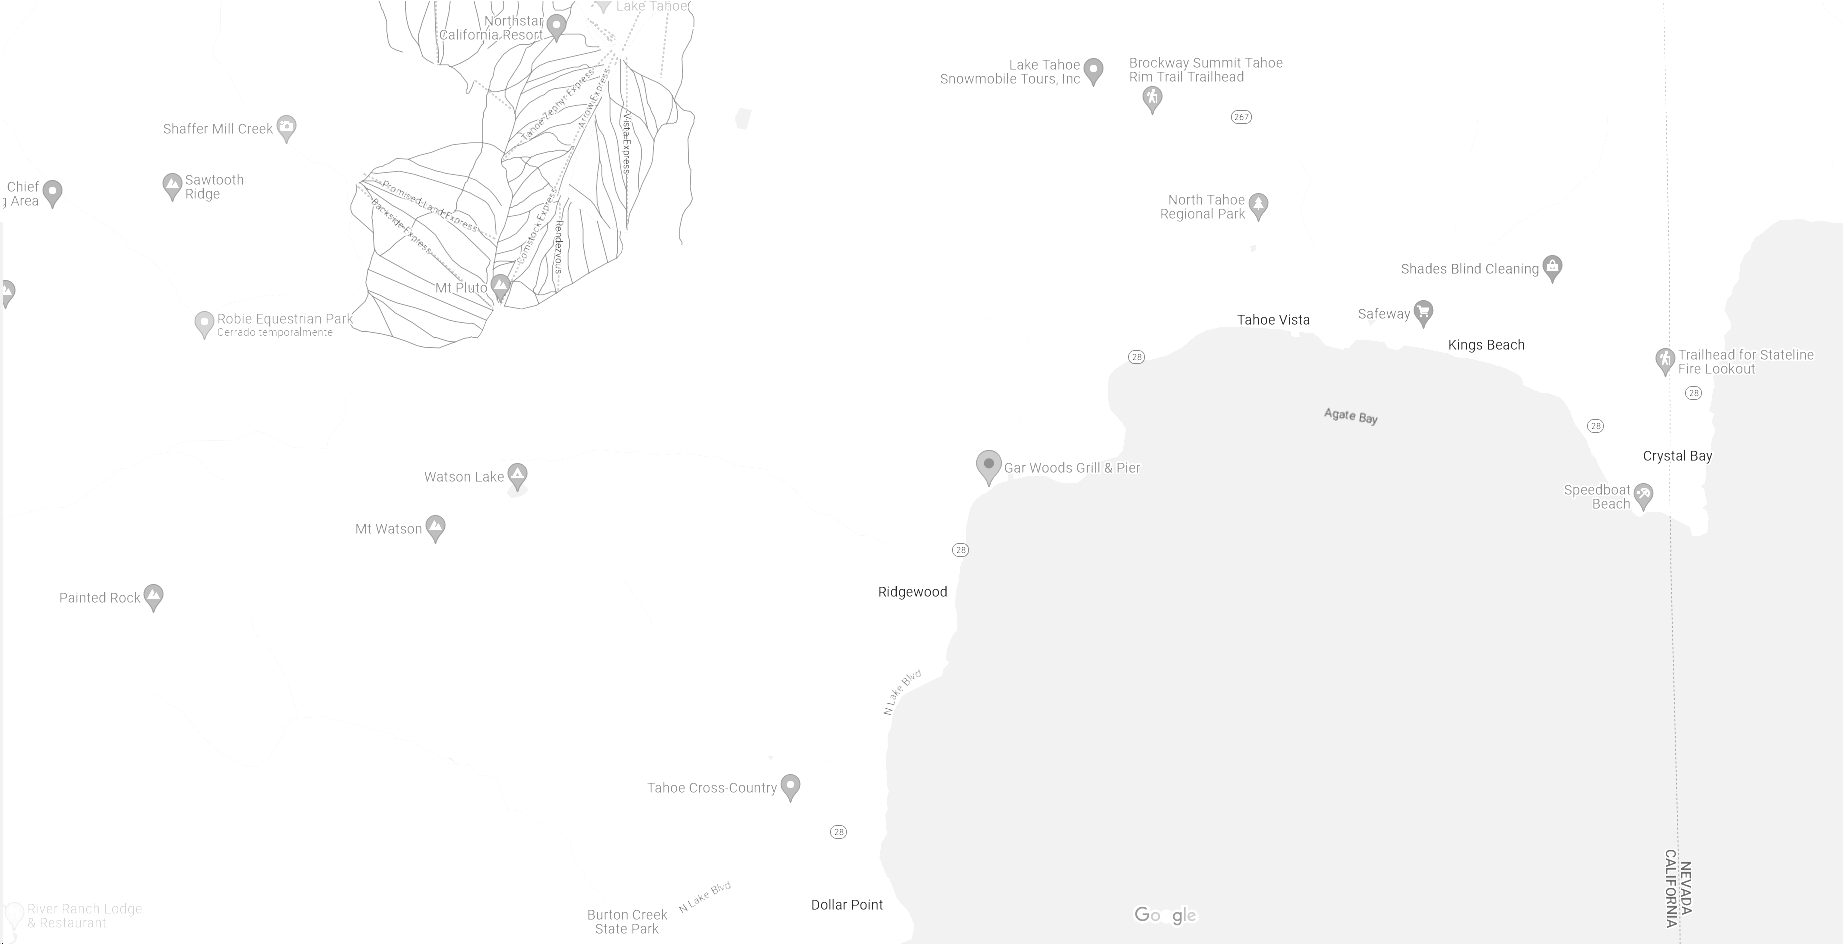 Lake Tahoe
Northstar
California Resort
Lake Tahoe
Snowmobile Tours, Inc
Brockway Summit Tahoe
Rim Trail Trailhead
267
Tahoe Zephyr Express
Arrow Express
Vista Express
Shaffer Mill Creek
Chief
g Area
Sawtooth
Ridge
Promised Land Express
Backside Express
Comstock Express
Rendezvous
North Tahoe
Regional Park
Shades Blind Cleaning
Mt Pluto
Robie Equestrian Park
Cerrado temporalmente
Tahoe Vista
Safeway
Kings Beach
28
Trailhead for Stateline
Fire Lookout
28
Agate Bay
28
Crystal Bay
Gar Woods Grill & Pier
Watson Lake
Speedboat
Beach
Mt Watson
28
Ridgewood
Painted Rock
N Lake Blvd
Tahoe Cross-Country
28
N Lake Blvd
Dollar Point
Burton Creek
State Park
River Ranch Lodge
& Restaurant
Google
NEVADA
CALIFORNIA